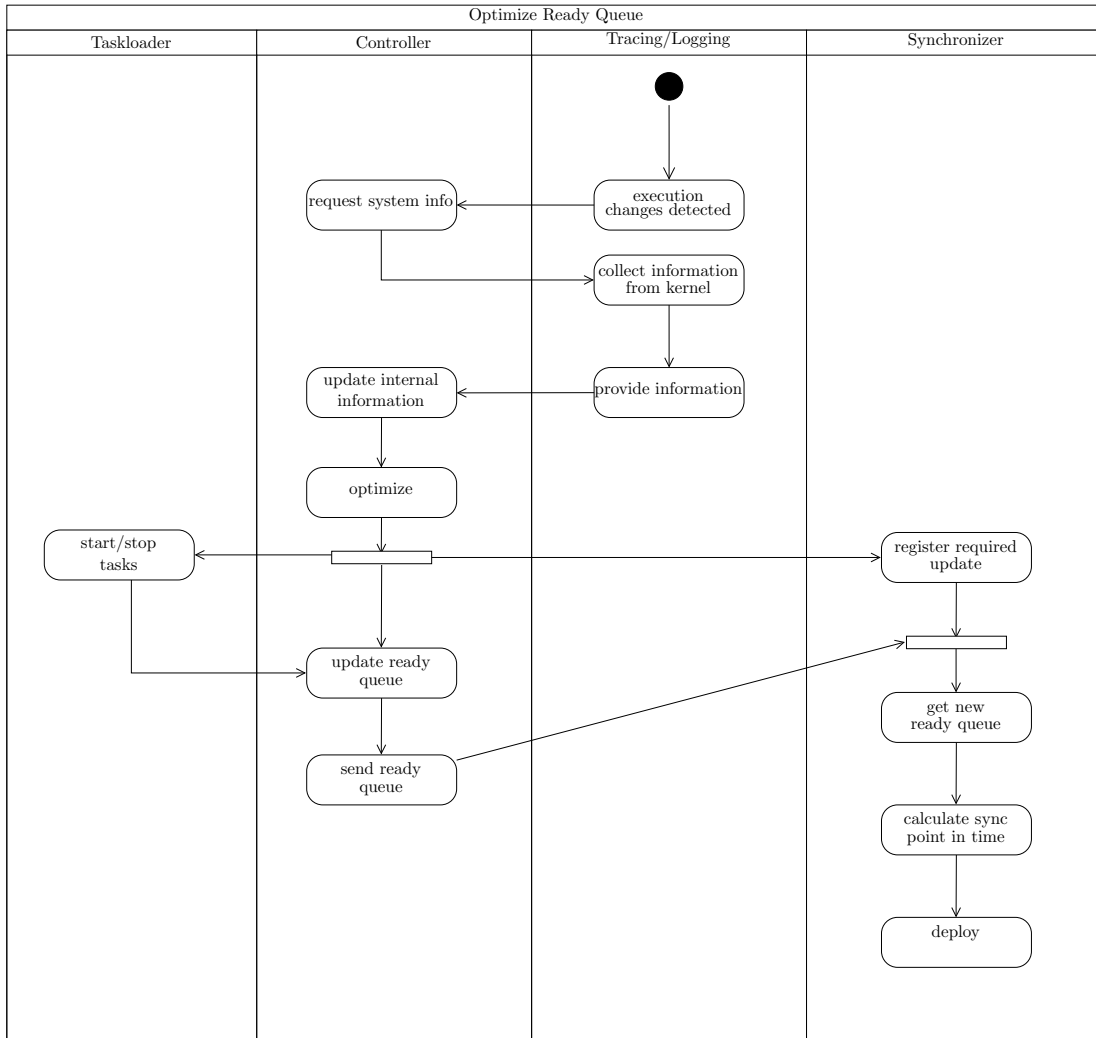 Optimize Ready Queue
Taskloader
Controller
Tracing/Logging
Synchronizer
request system info
execution
changes detected
collect information
from kernel
update internal
information
provide information
optimize
start/stop
tasks
register required
update
update ready
queue
get new
ready queue
send ready
queue
calculate sync
point in time
deploy